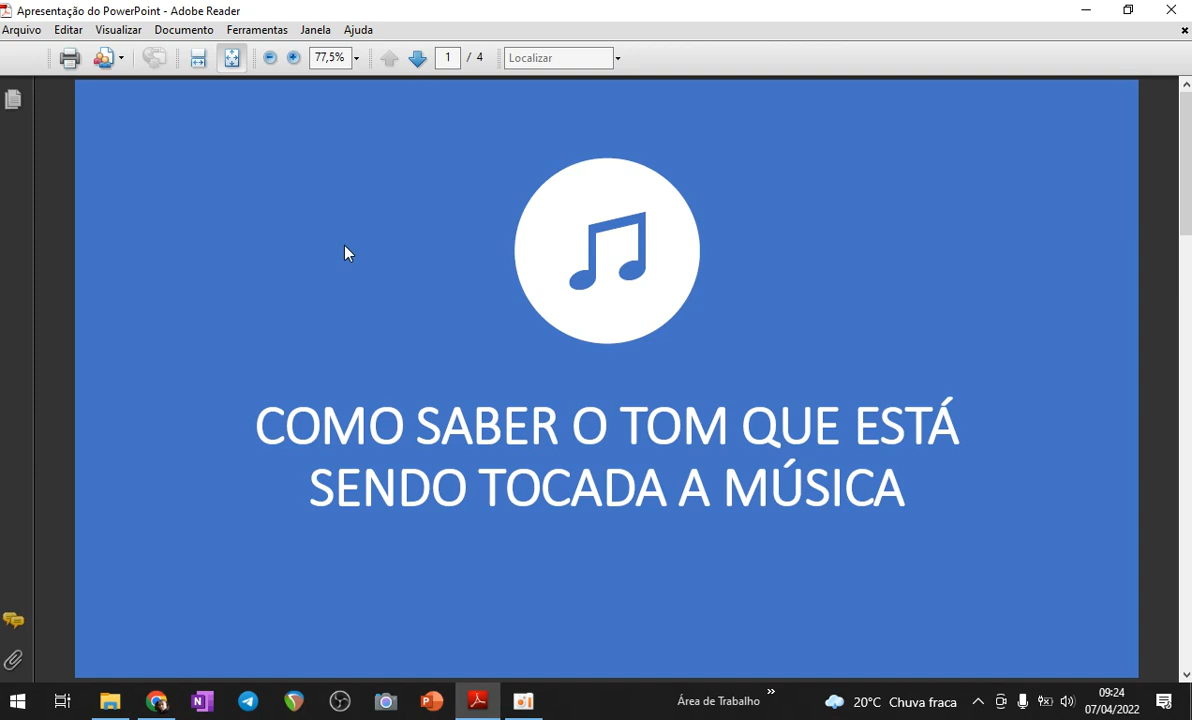 Apresentação do PowerPoint - Adobe Reader
Arquivo Editar Visualizar Documento Ferramentas Janela Ajuda
77,5% 1 / 4 Localizar
COMO SABER O TOM QUE ESTÁ
SENDO TOCADA A MÚSICA
Área de Trabalho 20°C Chuva fraca 09:24
07/04/2022